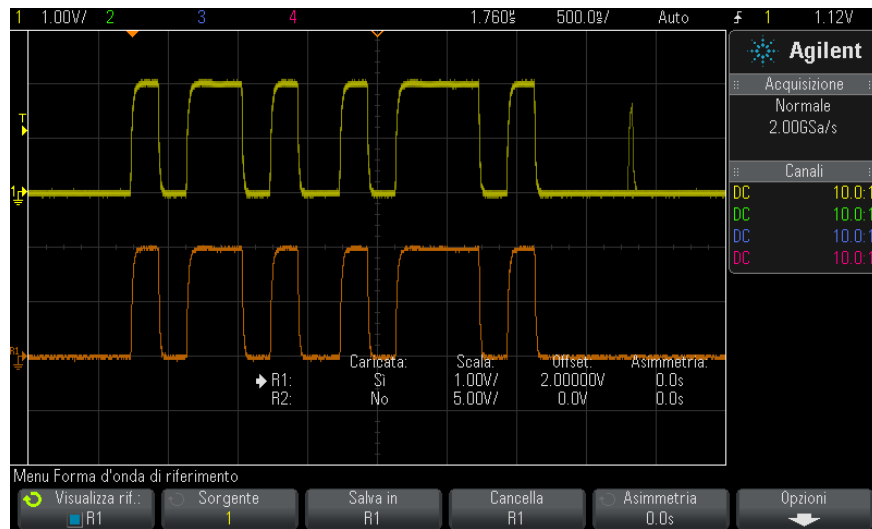 1 1.00V/ 2 3 4 1.760s 500.0s/ Auto 1 1.12V
Agilent
Acquisizione
Normale
2.00GSa/s
Canali
DC 10.0:1
DC 10.0:1
DC 10.0:1
DC 10.0:1
T
1
R1
Caricata: Scala: Offset: Asimmetria:
R1: Sì 1.00V/ 2.00000V 0.0s
R2: No 5.00V/ 0.0V 0.0s
Menu Forma d'onda di riferimento
Visualizza rif.: Sorgente Salva in Cancella Asimmetria Opzioni
R1 1 R1 R1 0.0s